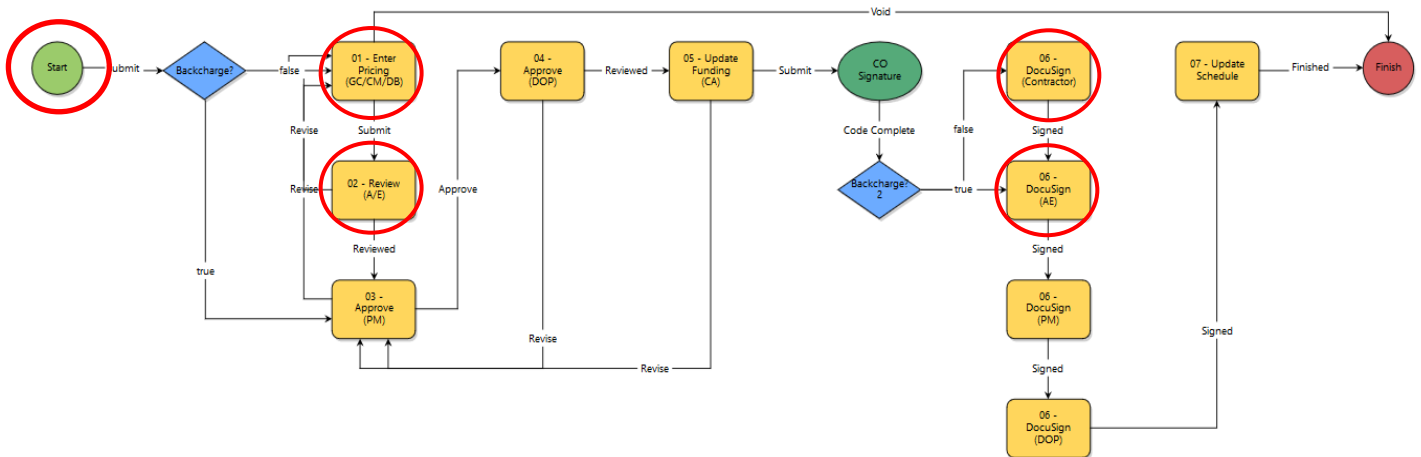 Void
Start
Submit
Backcharge?
false
01 - Enter
Pricing
(GC/CM/DB)
04 -
Approve
(DOP)
Reviewed
05 - Update
Funding
(CA)
Submit
CO
Signature
06 -
DocuSign
(Contractor)
07 - Update
Schedule
Finished
Finish
Revise
Submit
Code Complete
false
Signed
Revise
02 - Review
(A/E)
Approve
Backcharge?
2
true
06 -
DocuSign
(AE)
Reviewed
Signed
true
03 -
Approve
(PM)
06 -
DocuSign
(PM)
Revise
Signed
Revise
Signed
06 -
DocuSign
(DOP)